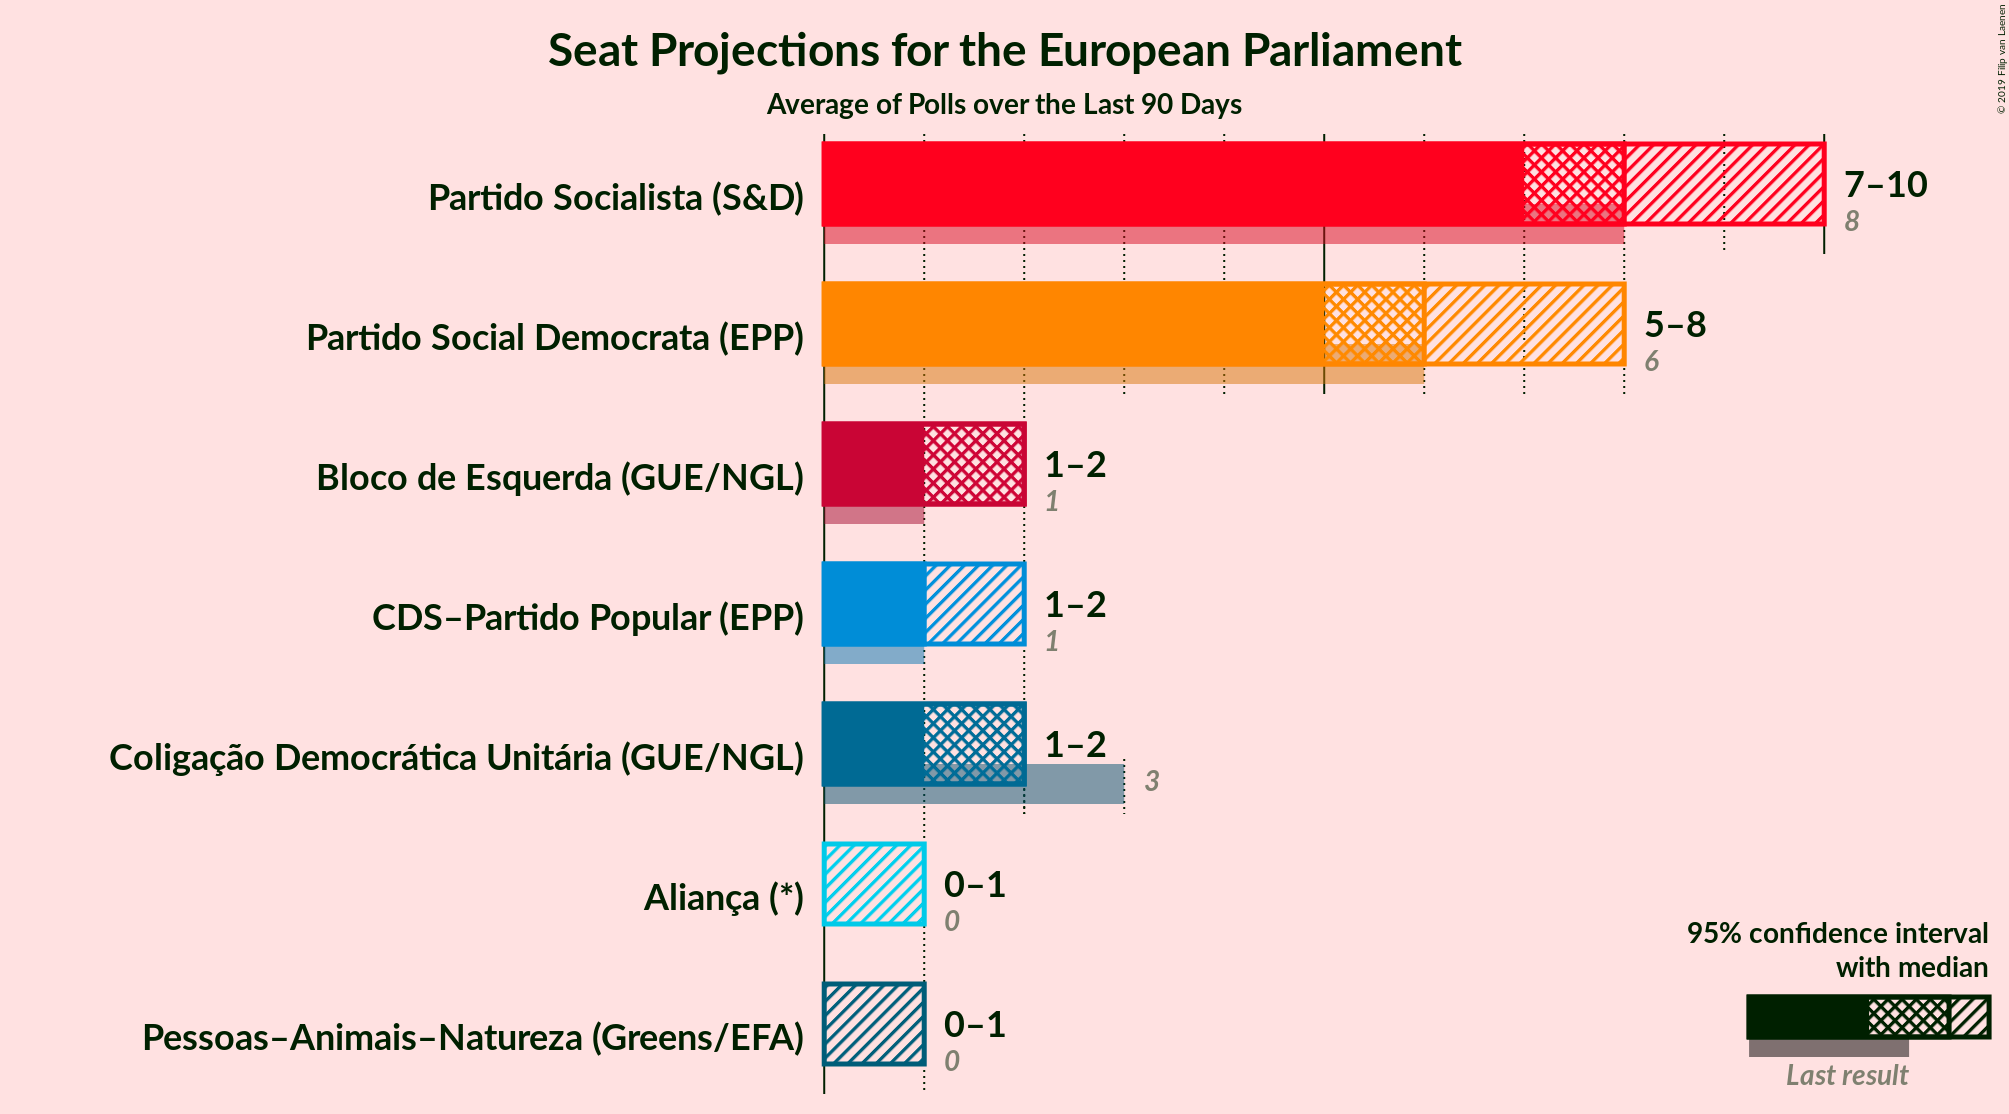 Seat Projections for the European Parliament
Average of Polls over the Last 90 Days
© 2019 Filip van Laenen
Partido Socialista (S&D)
7–10
8
Partido Social Democrata (EPP)
5–8
6
Bloco de Esquerda (GUE/NGL)
1–2
1
CDS–Partido Popular (EPP)
1–2
1
Coligação Democrática Unitária (GUE/NGL)
1–2
3
Aliança (*)
0–1
0
Pessoas–Animais–Natureza (Greens/EFA)
0–1
0
95% confidence interval
with median
Last result